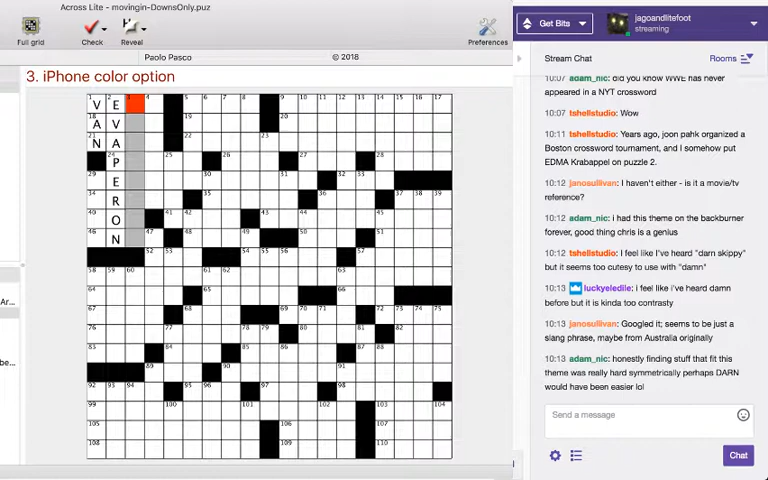 Across Lite - movingin-DownsOnly.puz
Full grid
Check
Reveal
Preferences
Paolo Pasco
© 2018
3. iPhone color option
V E
A V
N A
P
E
R
O
N
Get Bits
jagoandlitefoot
streaming
Stream Chat
Rooms
10:07 adam_nic: did you know WWE has never
appeared in a NYT crossword
10:07 tshellstudio: Wow
10:11 tshellstudio: Years ago, joon pahk organized a
Boston crossword tournament, and I somehow put
EDMA Krabappel on puzzle 2.
10:12 janosullivan: I haven't either - is it a movie/tv
reference?
10:12 adam_nic: i had this theme on the backburner
forever, good thing chris is a genius
10:12 tshellstudio: I feel like I've heard "darn skippy"
but it seems too cutesy to use with "damn"
10:13 luckyeledile: i feel like i've heard damn
before but it is kinda too contrasty
10:13 janosullivan: Googled it; seems to be just a
slang phrase, maybe from Australia originally
10:13 adam_nic: honestly finding stuff that fit this
theme was really hard symmetrically perhaps DARN
would have been easier lol
Send a message
Chat